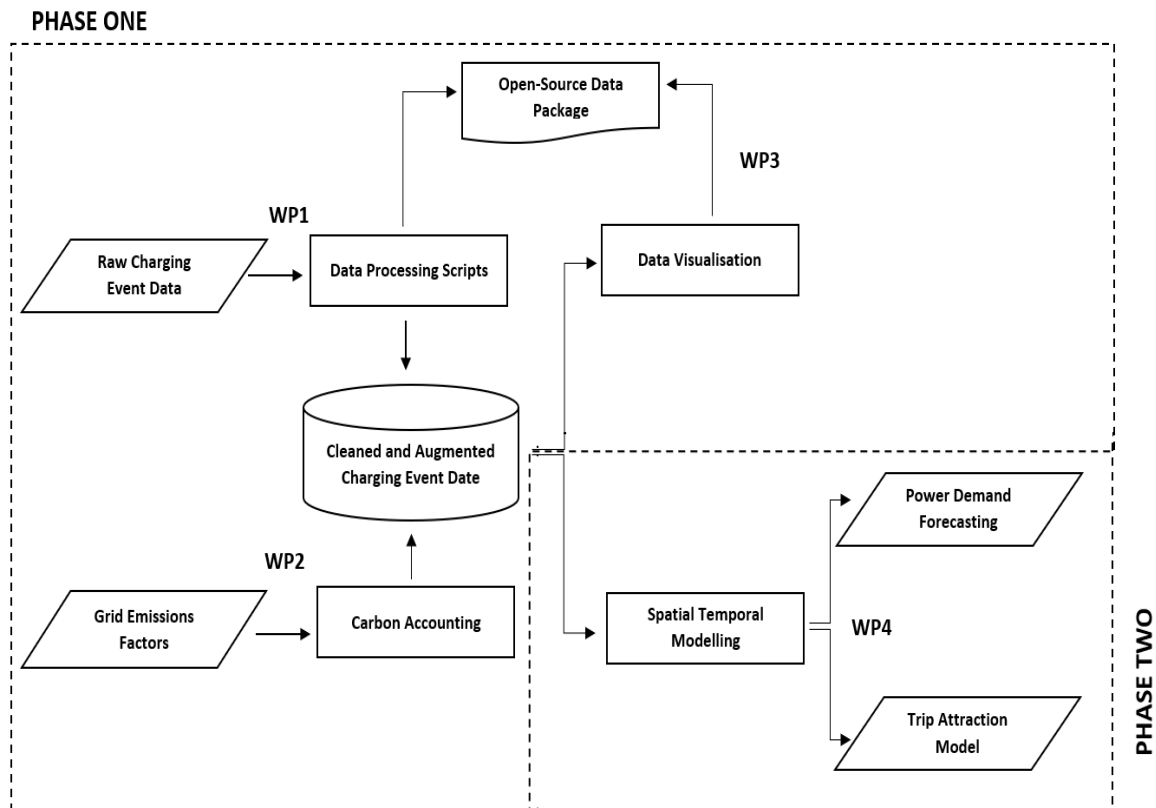 PHASE ONE
Open-Source Data
Package
WP3
WP1
Raw Charging
Event Data
Data Processing Scripts
Data Visualisation
Cleaned and Augmented
Charging Event Date
Power Demand
Forecasting
WP2
Grid Emissions
Factors
Carbon Accounting
Spatial Temporal
Modelling
WP4
Trip Attraction
Model
PHASE TWO